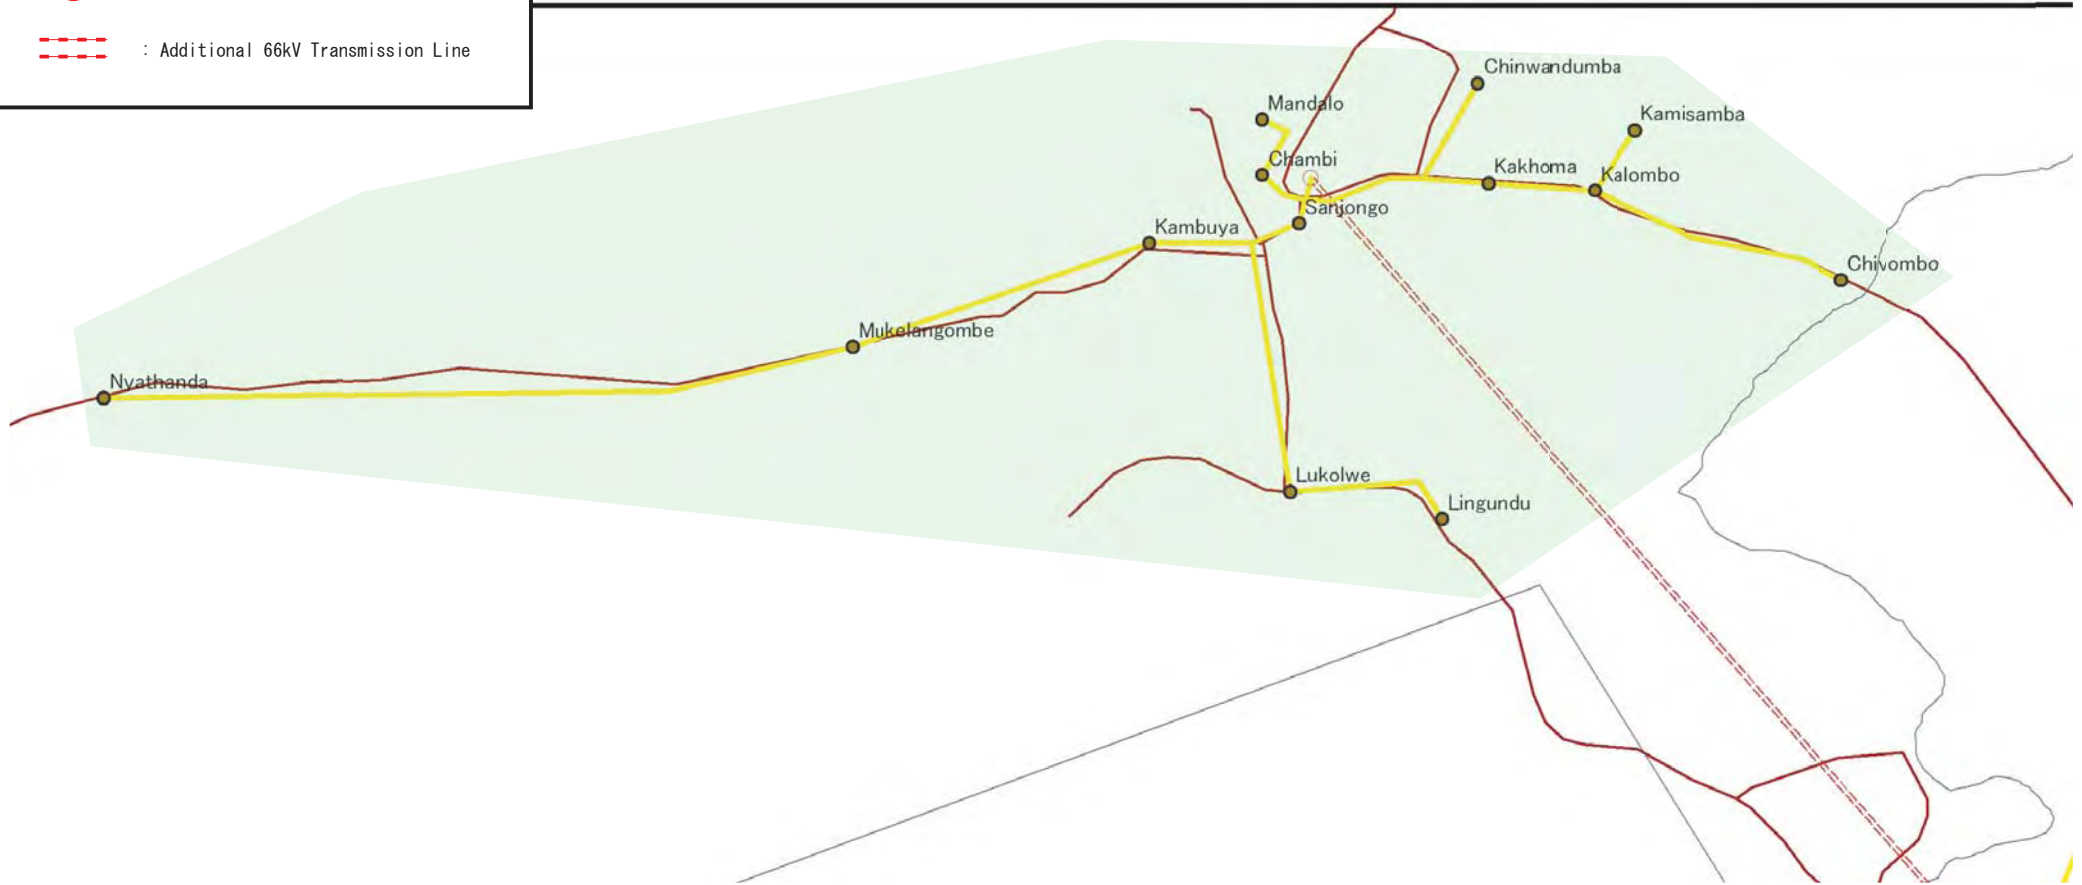 : Additional 66kV Transmission Line
Chinwandumba
Mandalo
Kamisamba
Chambi
Kakhoma
Kalombo
Sanjongo
Kambuya
Chivombo
Mukelangombe
Nyathanda
Lukolwe
Lingundu